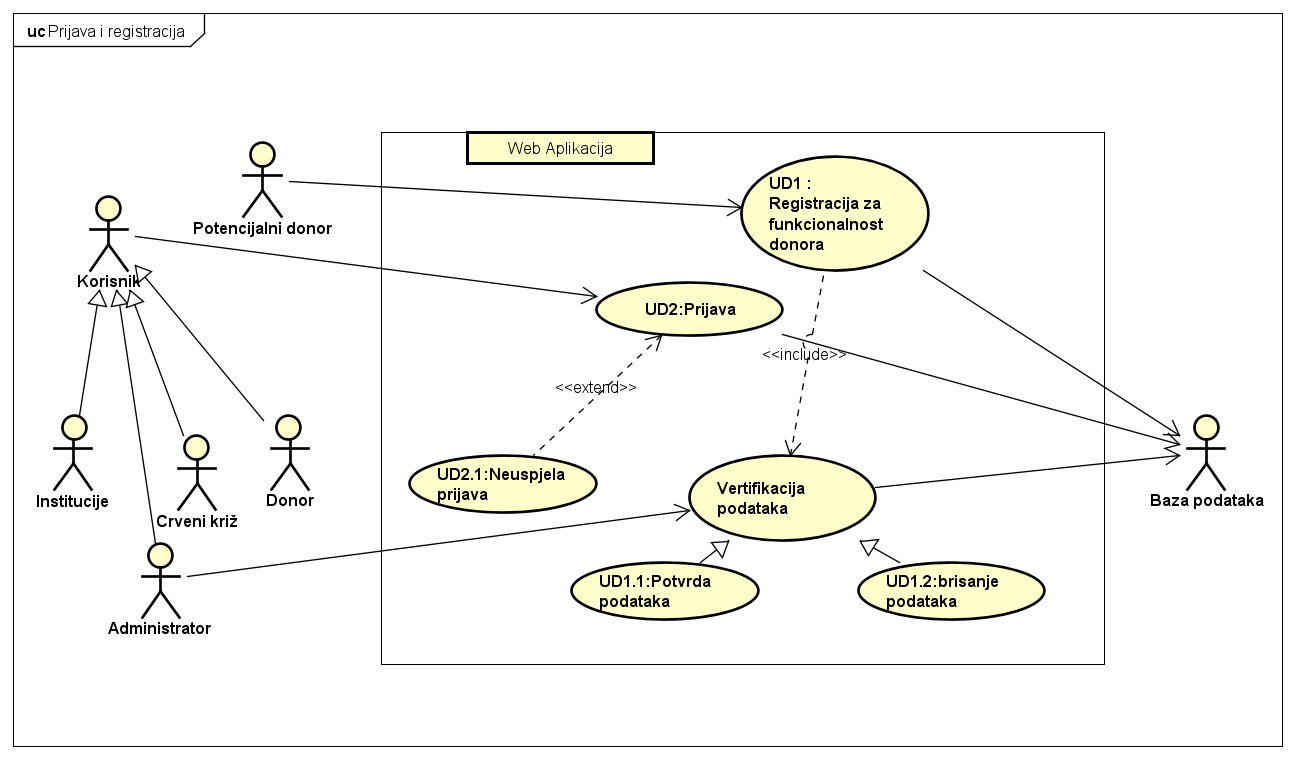 uc Prijava i registracija
Web Aplikacija
Potencijalni donor
UD1 :
Registracija za
funkcionalnost
donora
Korisnik
UD2:Prijava
<<include>>
<<extend>>
Institucije
Crveni križ
Donor
UD2.1:Neuspjela
prijava
Vertifikacija
podataka
Baza podataka
UD1.1:Potvrda
podataka
UD1.2:brisanje
podataka
Administrator